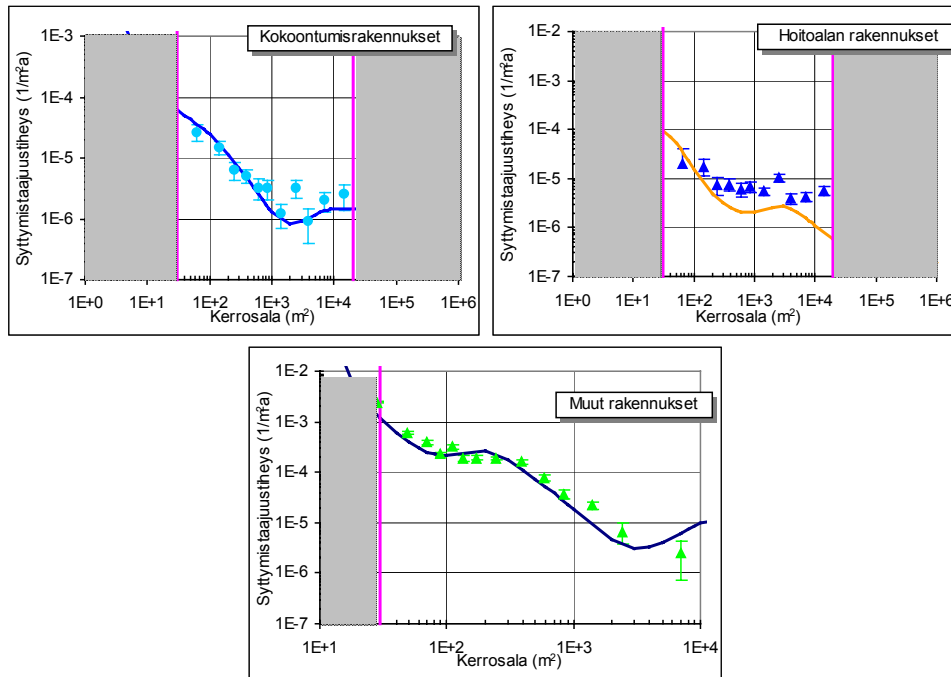 Kokoontumisrakennukset
Syttymistaajuustiheys (1/m²a)
1E-3
1E-4
1E-5
1E-6
1E-7
1E+0 1E+1 1E+2 1E+3 1E+4 1E+5 1E+6
Kerrosala (m²)
Hoitoalan rakennukset
Syttymistaajuustiheys (1/m²a)
1E-2
1E-3
1E-4
1E-5
1E-6
1E-7
1E+0 1E+1 1E+2 1E+3 1E+4 1E+5 1E+6
Kerrosala (m²)
Muut rakennukset
Syttymistaajuustiheys (1/m²a)
1E-2
1E-3
1E-4
1E-5
1E-6
1E-7
1E+1 1E+2 1E+3 1E+4
Kerrosala (m²)